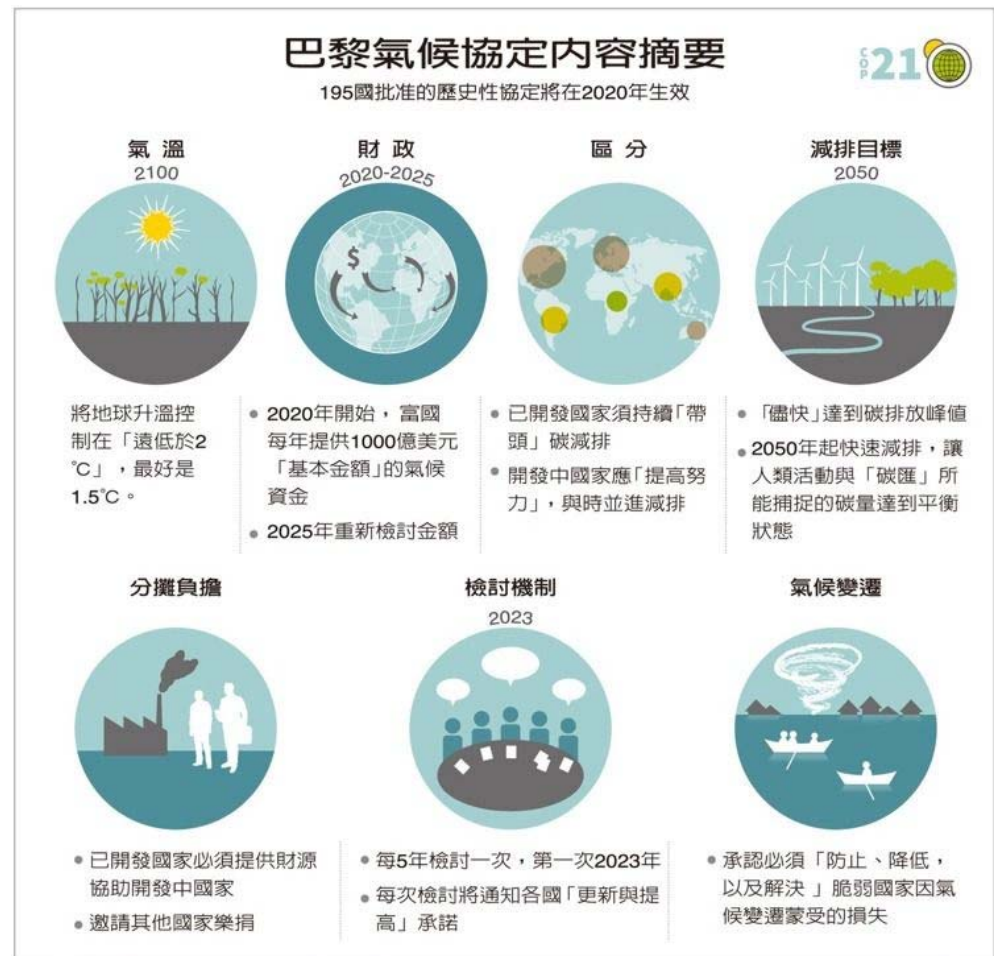 巴黎氣候協定内容摘要
195國批准的歷史性協定將在2020年生效
COP 21
氣溫
2100
將地球升溫控
制在「遠低於2
℃」，最好是
1.5℃。
財政
2020-2025
$
• 2020年開始，富國
每年提供1000億美元
「基本金額」的氣候
資金
• 2025年重新檢討金額
區分
• 已開發國家須持續「帶
頭」碳減排
• 開發中國家應「提高努
力」，與時並進減排
減排目標
2050
• 「儘快」達到碳排放峰值
• 2050年起快速減排，讓
人類活動與「碳匯」所
能捕捉的碳量達到平衡
狀態
分攤負擔
• 已開發國家必須提供財源
協助開發中國家
• 邀請其他國家樂捐
檢討機制
2023
• 每5年檢討一次，第一次2023年
• 每次檢討將通知各國「更新與提
高」承諾
氣候變遷
• 承認必須「防止、降低，
以及解決 」脆弱國家因氣
候變遷蒙受的損失